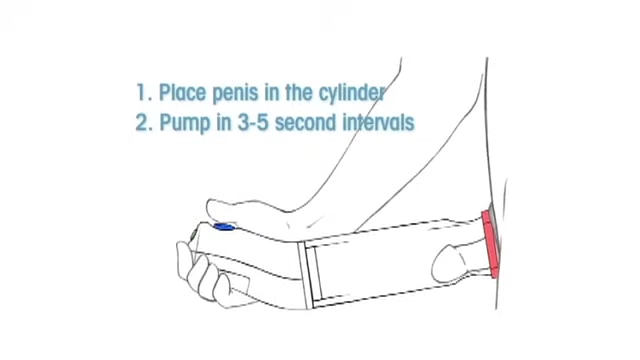 1. Place penis in the cylinder
2. Pump in 3-5 second intervals